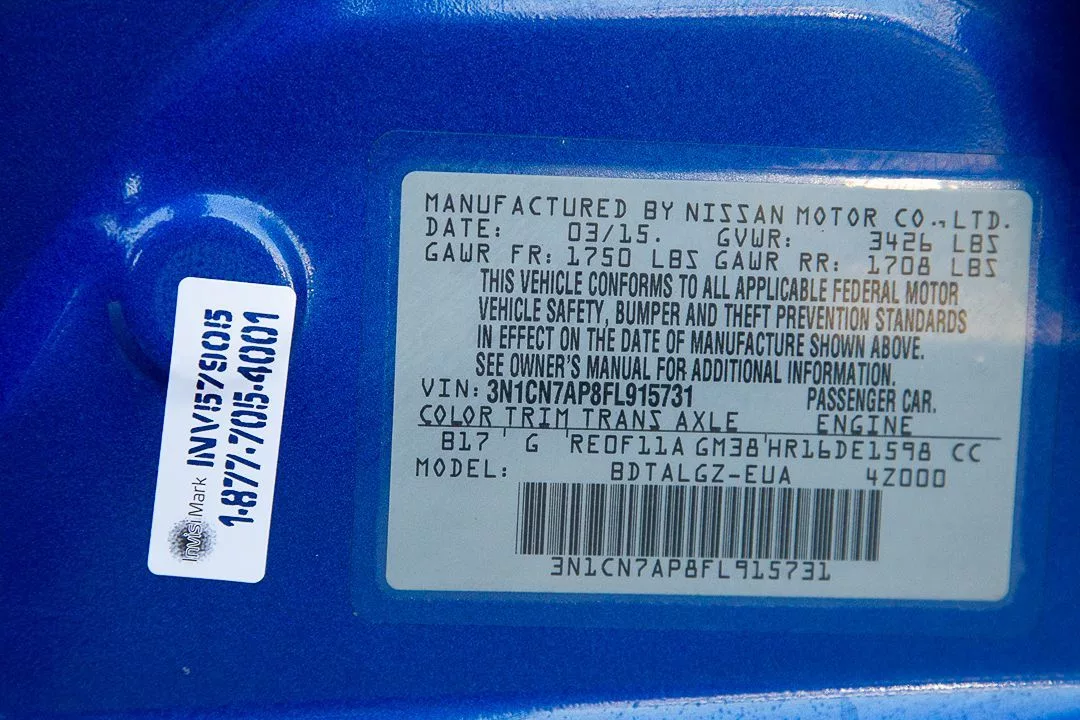 MANUFACTURED BY NISSAN MOTOR CO., LTD.
DATE: 03/15. GVWR: 3426 LBS
GAWR FR: 1750 LBS GAWR RR: 1708 LBS
THIS VEHICLE CONFORMS TO ALL APPLICABLE FEDERAL MOTOR
VEHICLE SAFETY, BUMPER AND THEFT PREVENTION STANDARDS
IN EFFECT ON THE DATE OF MANUFACTURE SHOWN ABOVE.
SEE OWNER'S MANUAL FOR ADDITIONAL INFORMATION.
VIN: 3N1CN7AP8FL915731 PASSENGER CAR.
COLOR TRIM TRANS AXLE ENGINE
B17 ' G 'RE0F11A GM38'HR16DE1598 CC
MODEL: BDTALGZ-EUA 4Z000
3N1CN7AP8FL915731
InvisiMark INV157905
1-877-705-4001